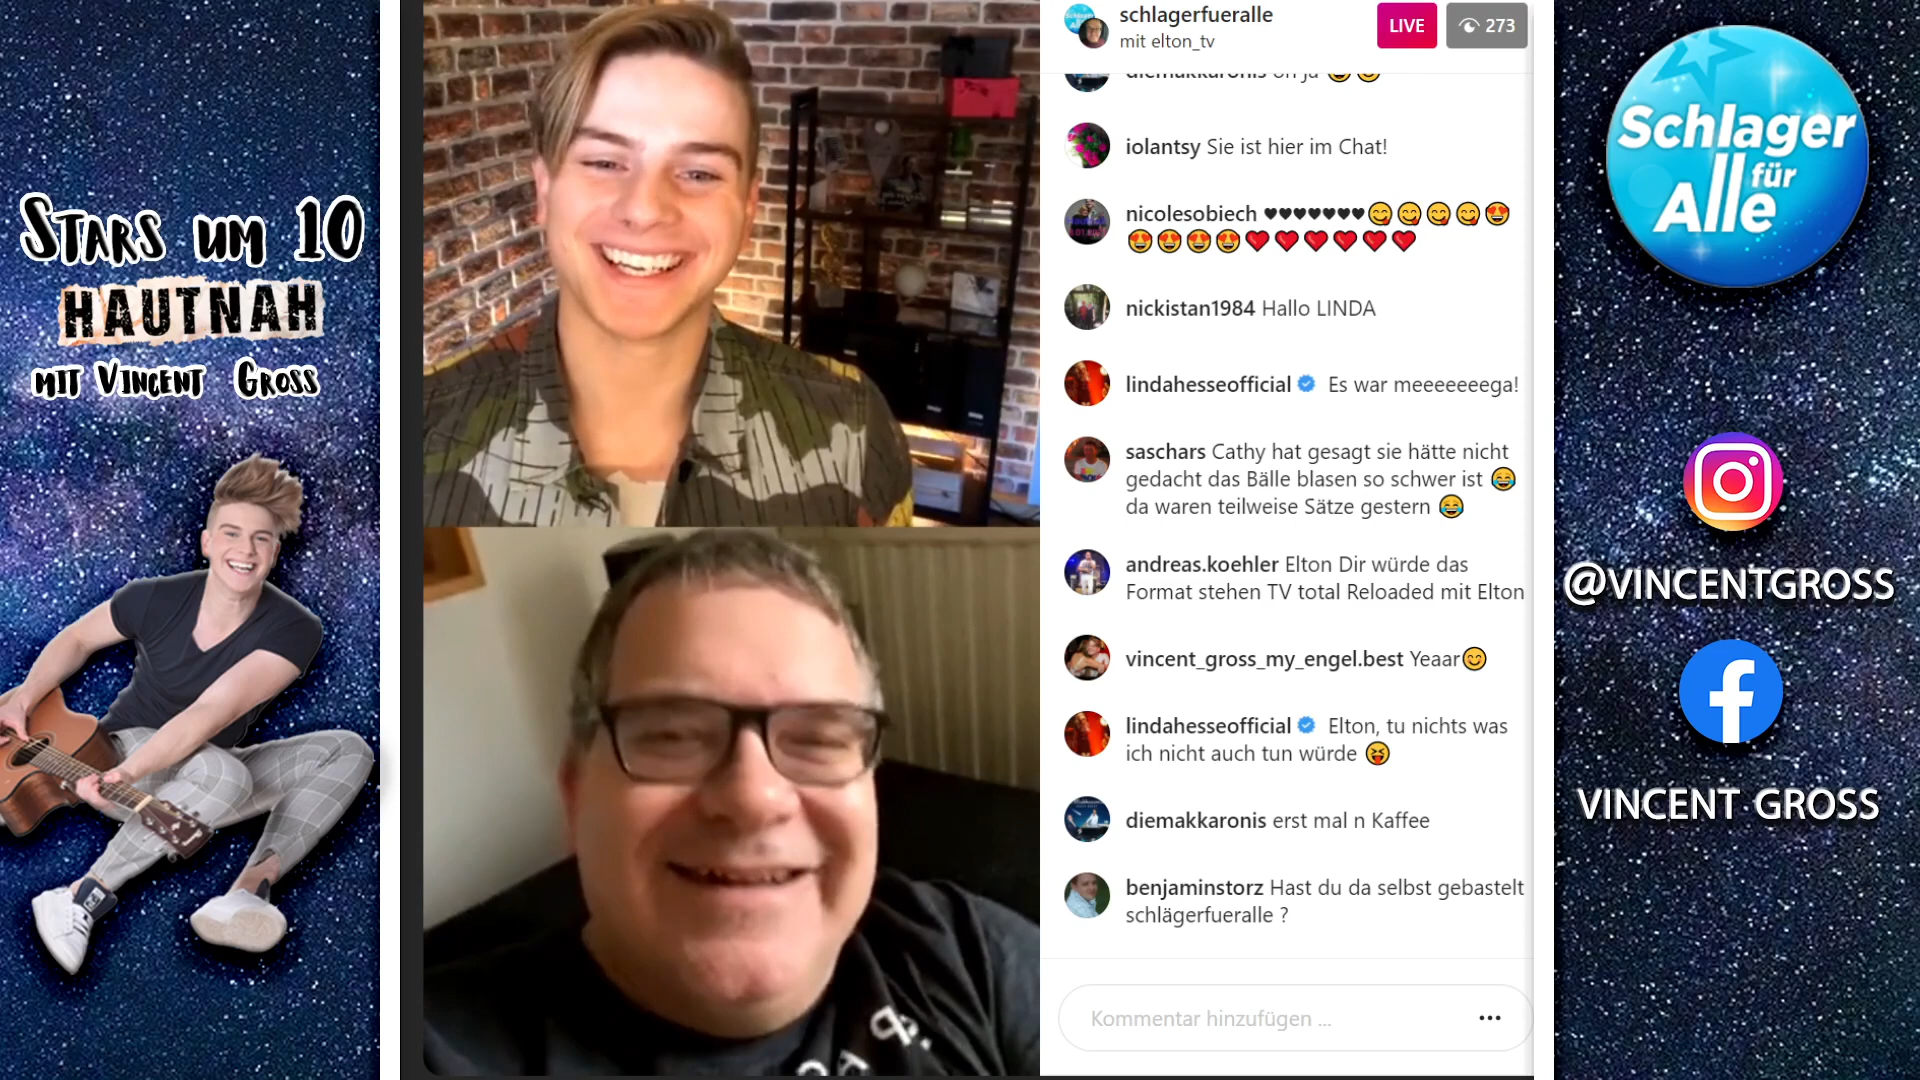 STARS UM 10
HAUTNAH
MIT VINCENT GROSS
schlagerfueralle
mit elton_tv
LIVE
273
diemakkaronis oh ja 😂😂
iolantsy Sie ist hier im Chat!
nicolesobiech ♥♥♥♥♥♥♥😋😋😋😋😍
😍😍😍😍❤❤❤❤❤❤
nickistan1984 Hallo LINDA
lindahesseofficial Es war meeeeeeega!
saschars Cathy hat gesagt sie hätte nicht
gedacht das Bälle blasen so schwer ist 😂
da waren teilweise Sätze gestern 😂
andreas.koehler Elton Dir würde das
Format stehen TV total Reloaded mit Elton
vincent_gross_my_engel.best Yeaar😊
lindahesseofficial Elton, tu nichts was
ich nicht auch tun würde 😝
diemakkaronis erst mal n Kaffee
benjaminstorz Hast du da selbst gebastelt
schlägerfueralle ?
Kommentar hinzufügen ...
Schlager
für
Alle
@VINCENTGROSS
VINCENT GROSS